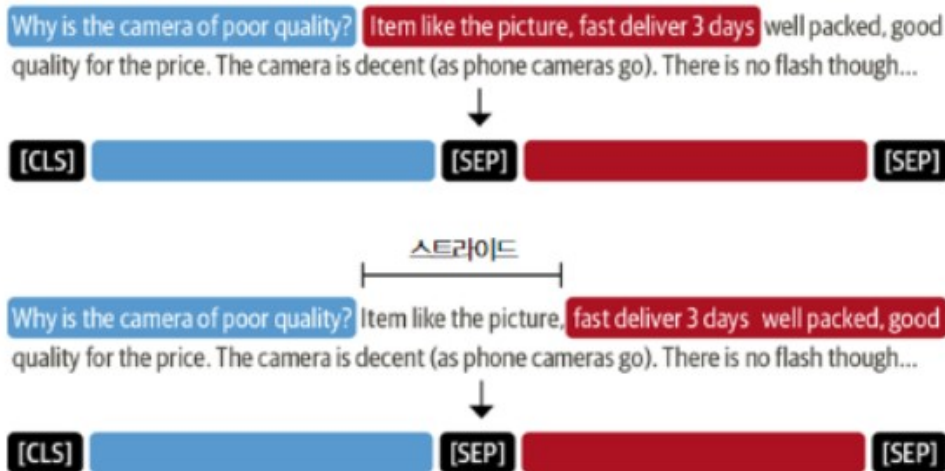 Why is the camera of poor quality? Item like the picture, fast deliver 3 days well packed, good
quality for the price. The camera is decent (as phone cameras go). There is no flash though...
[CLS] [SEP] [SEP]
스트라이드
Why is the camera of poor quality? Item like the picture, fast deliver 3 days well packed, good
quality for the price. The camera is decent (as phone cameras go). There is no flash though...
[CLS] [SEP] [SEP]